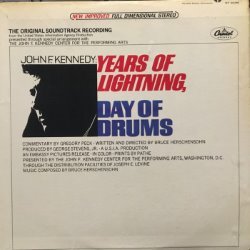 NEW IMPROVED FULL DIMENSIONAL STEREO
THE ORIGINAL SOUNDTRACK RECORDING
from the United States Information Agency Production
presented through special arrangement with
THE JOHN F. KENNEDY CENTER FOR THE PERFORMING ARTS
Capitol
JOHN F. KENNEDY
YEARS OF
LIGHTNING,
DAY OF
DRUMS
COMMENTARY BY GREGORY PECK · WRITTEN AND DIRECTED BY BRUCE HERSCHENSOHN
PRODUCED BY GEORGE STEVENS, JR · A U.S.I.A. PRODUCTION
AN EMBASSY PICTURES RELEASE · IN COLOR · PRINTS BY PATHE
PRESENTED BY THE JOHN F. KENNEDY CENTER FOR THE PERFORMING ARTS, WASHINGTON, D.C.
THROUGH THE DISTRIBUTION FACILITIES OF JOSEPH E. LEVINE
MUSIC COMPOSED BY BRUCE HERSCHENSOHN